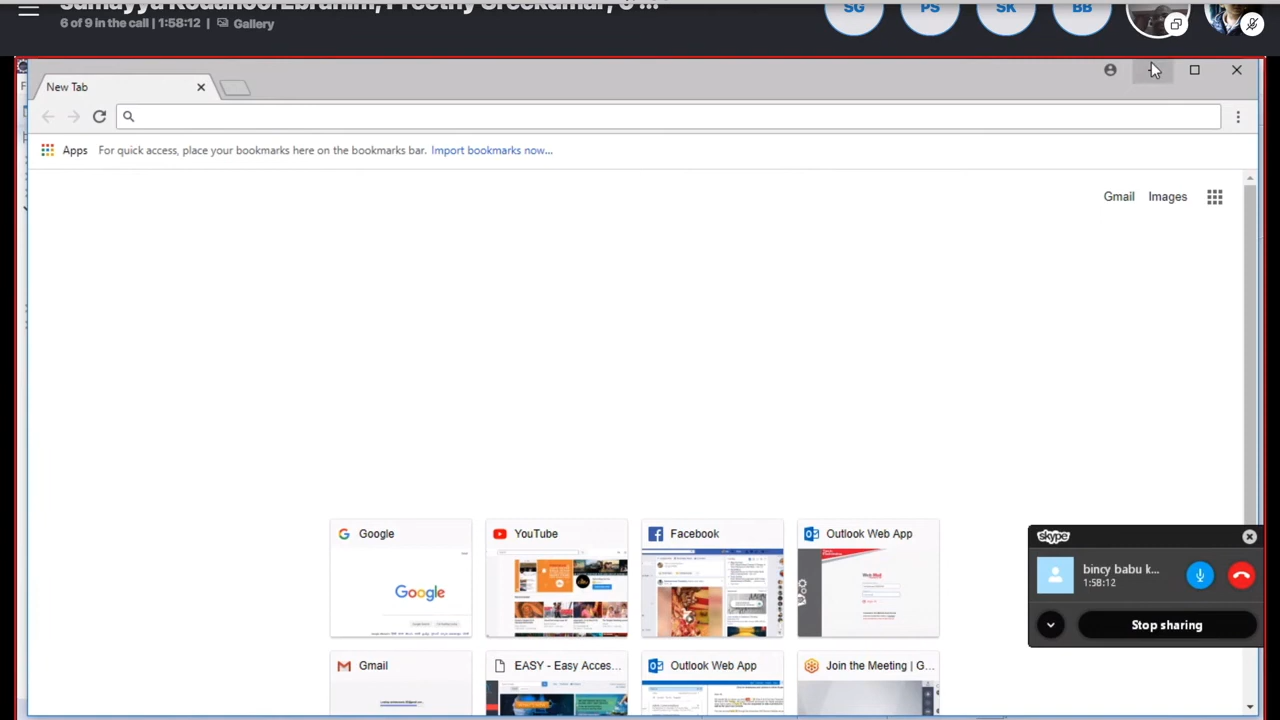 6 of 9 in the call | 1:58:12 | Gallery
SG PS SK BB
New Tab
Apps For quick access, place your bookmarks here on the bookmarks bar. Import bookmarks now...
Gmail Images
Google YouTube Facebook Outlook Web App
Google
skype
bincy babu k...
1:58:12
Stop sharing
Gmail EASY - Easy Acces... Outlook Web App Join the Meeting | G...